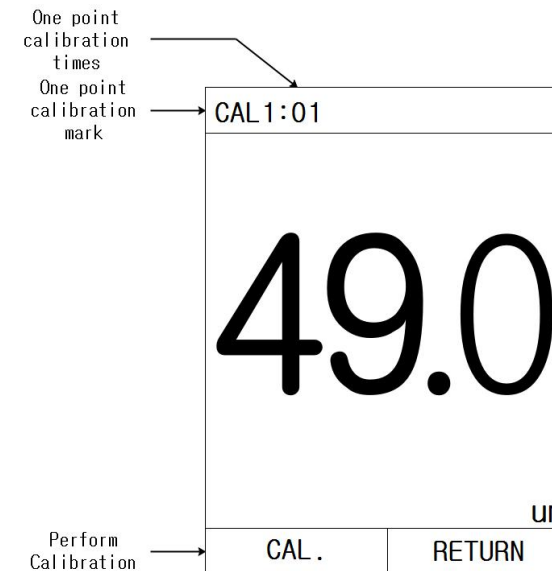 One point
calibration
times
One point
calibration
mark
CAL1:01
49.0
Perform
Calibration
CAL.
RETURN